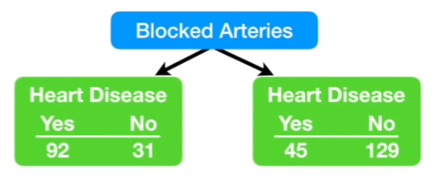 Blocked Arteries
Heart Disease
Yes No
92 31
Heart Disease
Yes No
45 129